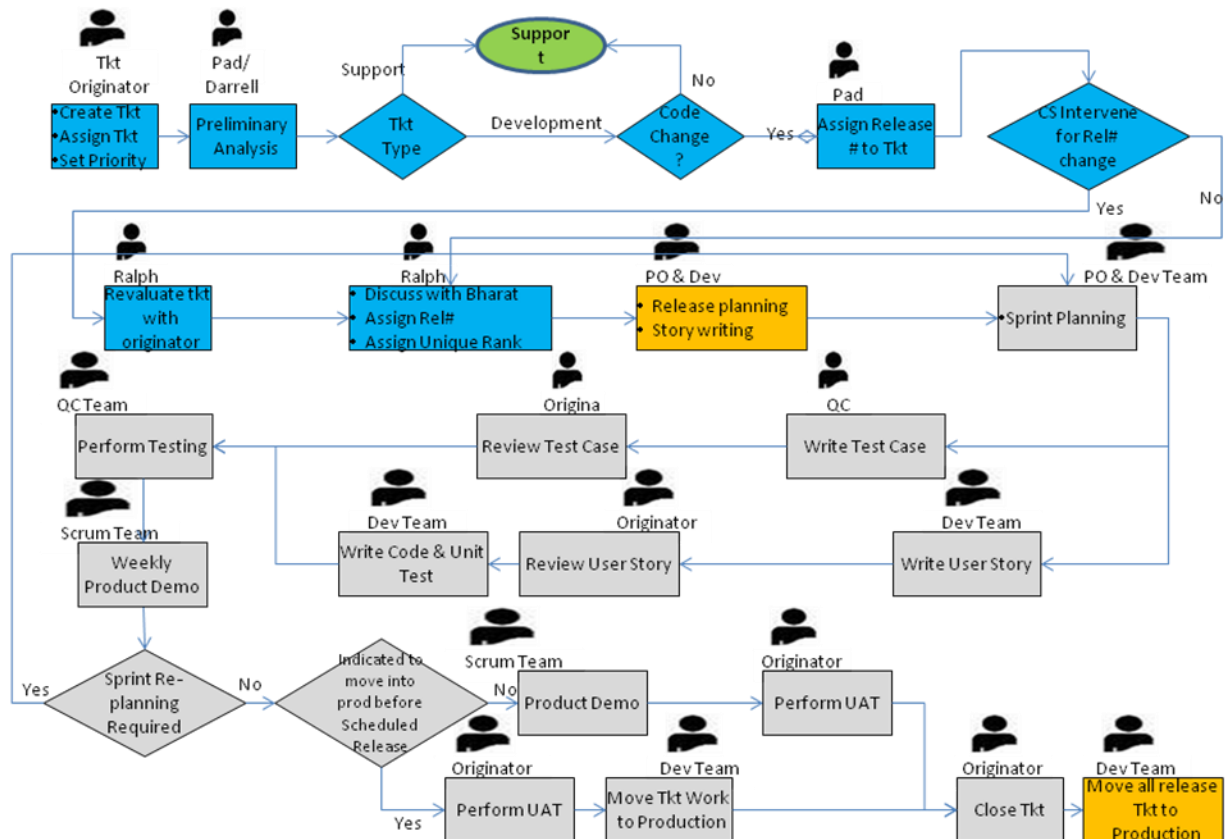 Tkt
Originator
Pad/
Darrell
Support
Suppor
t
No
Pad
• Create Tkt
• Assign Tkt
• Set Priority
Preliminary
Analysis
Tkt
Type
Development
Code
Change
?
Yes
Assign Release
# to Tkt
CS Intervene
for Rel#
change
Yes
No
Ralph
Ralph
PO & Dev
PO & Dev Team
Revaluate tkt
with
originator
• Discuss with Bharat
• Assign Rel#
• Assign Unique Rank
• Release planning
• Story writing
• Sprint Planning
QC Team
Origina
QC
Perform Testing
Review Test Case
Write Test Case
Scrum Team
Dev Team
Originator
Dev Team
Weekly
Product Demo
Write Code & Unit
Test
Review User Story
Write User Story
Yes
Sprint Re-
planning
Required
No
Indicated to
move into
prod before
Scheduled
Release
Scrum Team
Originator
No
Product Demo
Perform UAT
Originator
Dev Team
Originator
Dev Team
Yes
Perform UAT
Move Tkt Work
to Production
Close Tkt
Move all release
Tkt to
Production